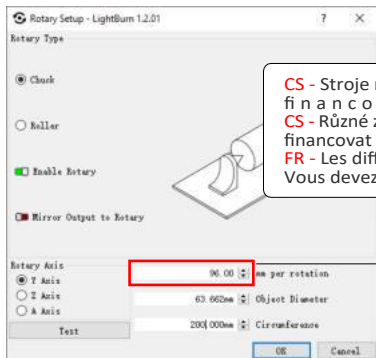 Rotary Setup - LightBurn 1.2.01 ? ×
Rotary Type
Chuck
Roller
Enable Rotary
Mirror Output to Rotary
CS - Stroje
financo
CS - Různé
financovat
FR - Les dif
Vous devez
Rotary Axis
Y Axis
Z Axis
A Axis
Test
96.00 mm per rotation
63.662mm Object Diameter
200.000mm Circumference
OK Cancel